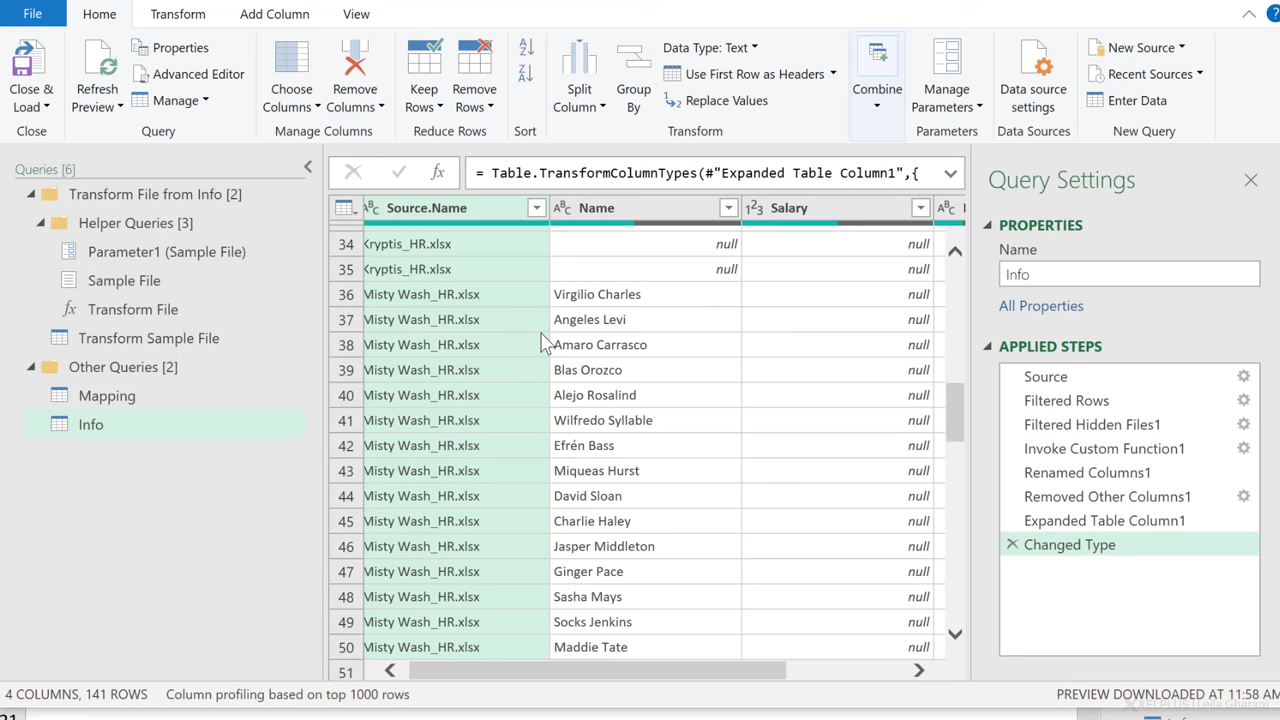 File
Home
Transform
Add Column
View
?
Close &
Load
Refresh
Preview
Properties
Advanced Editor
Manage
Choose
Columns
Remove
Columns
Keep
Rows
Remove
Rows
Split
Column
Group
By
Data Type: Text
Use First Row as Headers
Replace Values
Combine
Manage
Parameters
Data source
settings
New Source
Recent Sources
Enter Data
Close
Query
Manage Columns
Reduce Rows
Sort
Transform
Parameters
Data Sources
New Query
Queries [6]
Transform File from Info [2]
Helper Queries [3]
Parameter1 (Sample File)
Sample File
fx Transform File
Transform Sample File
Other Queries [2]
Mapping
Info
fx
= Table.TransformColumnTypes(#"Expanded Table Column1",{
ABC Source.Name ABC Name 123 Salary ABC
34 Kryptis_HR.xlsx null null
35 Kryptis_HR.xlsx null null
36 Misty Wash_HR.xlsx Virgilio Charles null
37 Misty Wash_HR.xlsx Angeles Levi null
38 Misty Wash_HR.xlsx Amaro Carrasco null
39 Misty Wash_HR.xlsx Blas Orozco null
40 Misty Wash_HR.xlsx Alejo Rosalind null
41 Misty Wash_HR.xlsx Wilfredo Syllable null
42 Misty Wash_HR.xlsx Efrén Bass null
43 Misty Wash_HR.xlsx Miqueas Hurst null
44 Misty Wash_HR.xlsx David Sloan null
45 Misty Wash_HR.xlsx Charlie Haley null
46 Misty Wash_HR.xlsx Jasper Middleton null
47 Misty Wash_HR.xlsx Ginger Pace null
48 Misty Wash_HR.xlsx Sasha Mays null
49 Misty Wash_HR.xlsx Socks Jenkins null
50 Misty Wash_HR.xlsx Maddie Tate null
51
Query Settings
PROPERTIES
Name
Info
All Properties
APPLIED STEPS
Source
Filtered Rows
Filtered Hidden Files1
Invoke Custom Function1
Renamed Columns1
Removed Other Columns1
Expanded Table Column1
Changed Type
4 COLUMNS, 141 ROWS
Column profiling based on top 1000 rows
PREVIEW DOWNLOADED AT 11:58 AM
XELPLUS | Leila Gharani